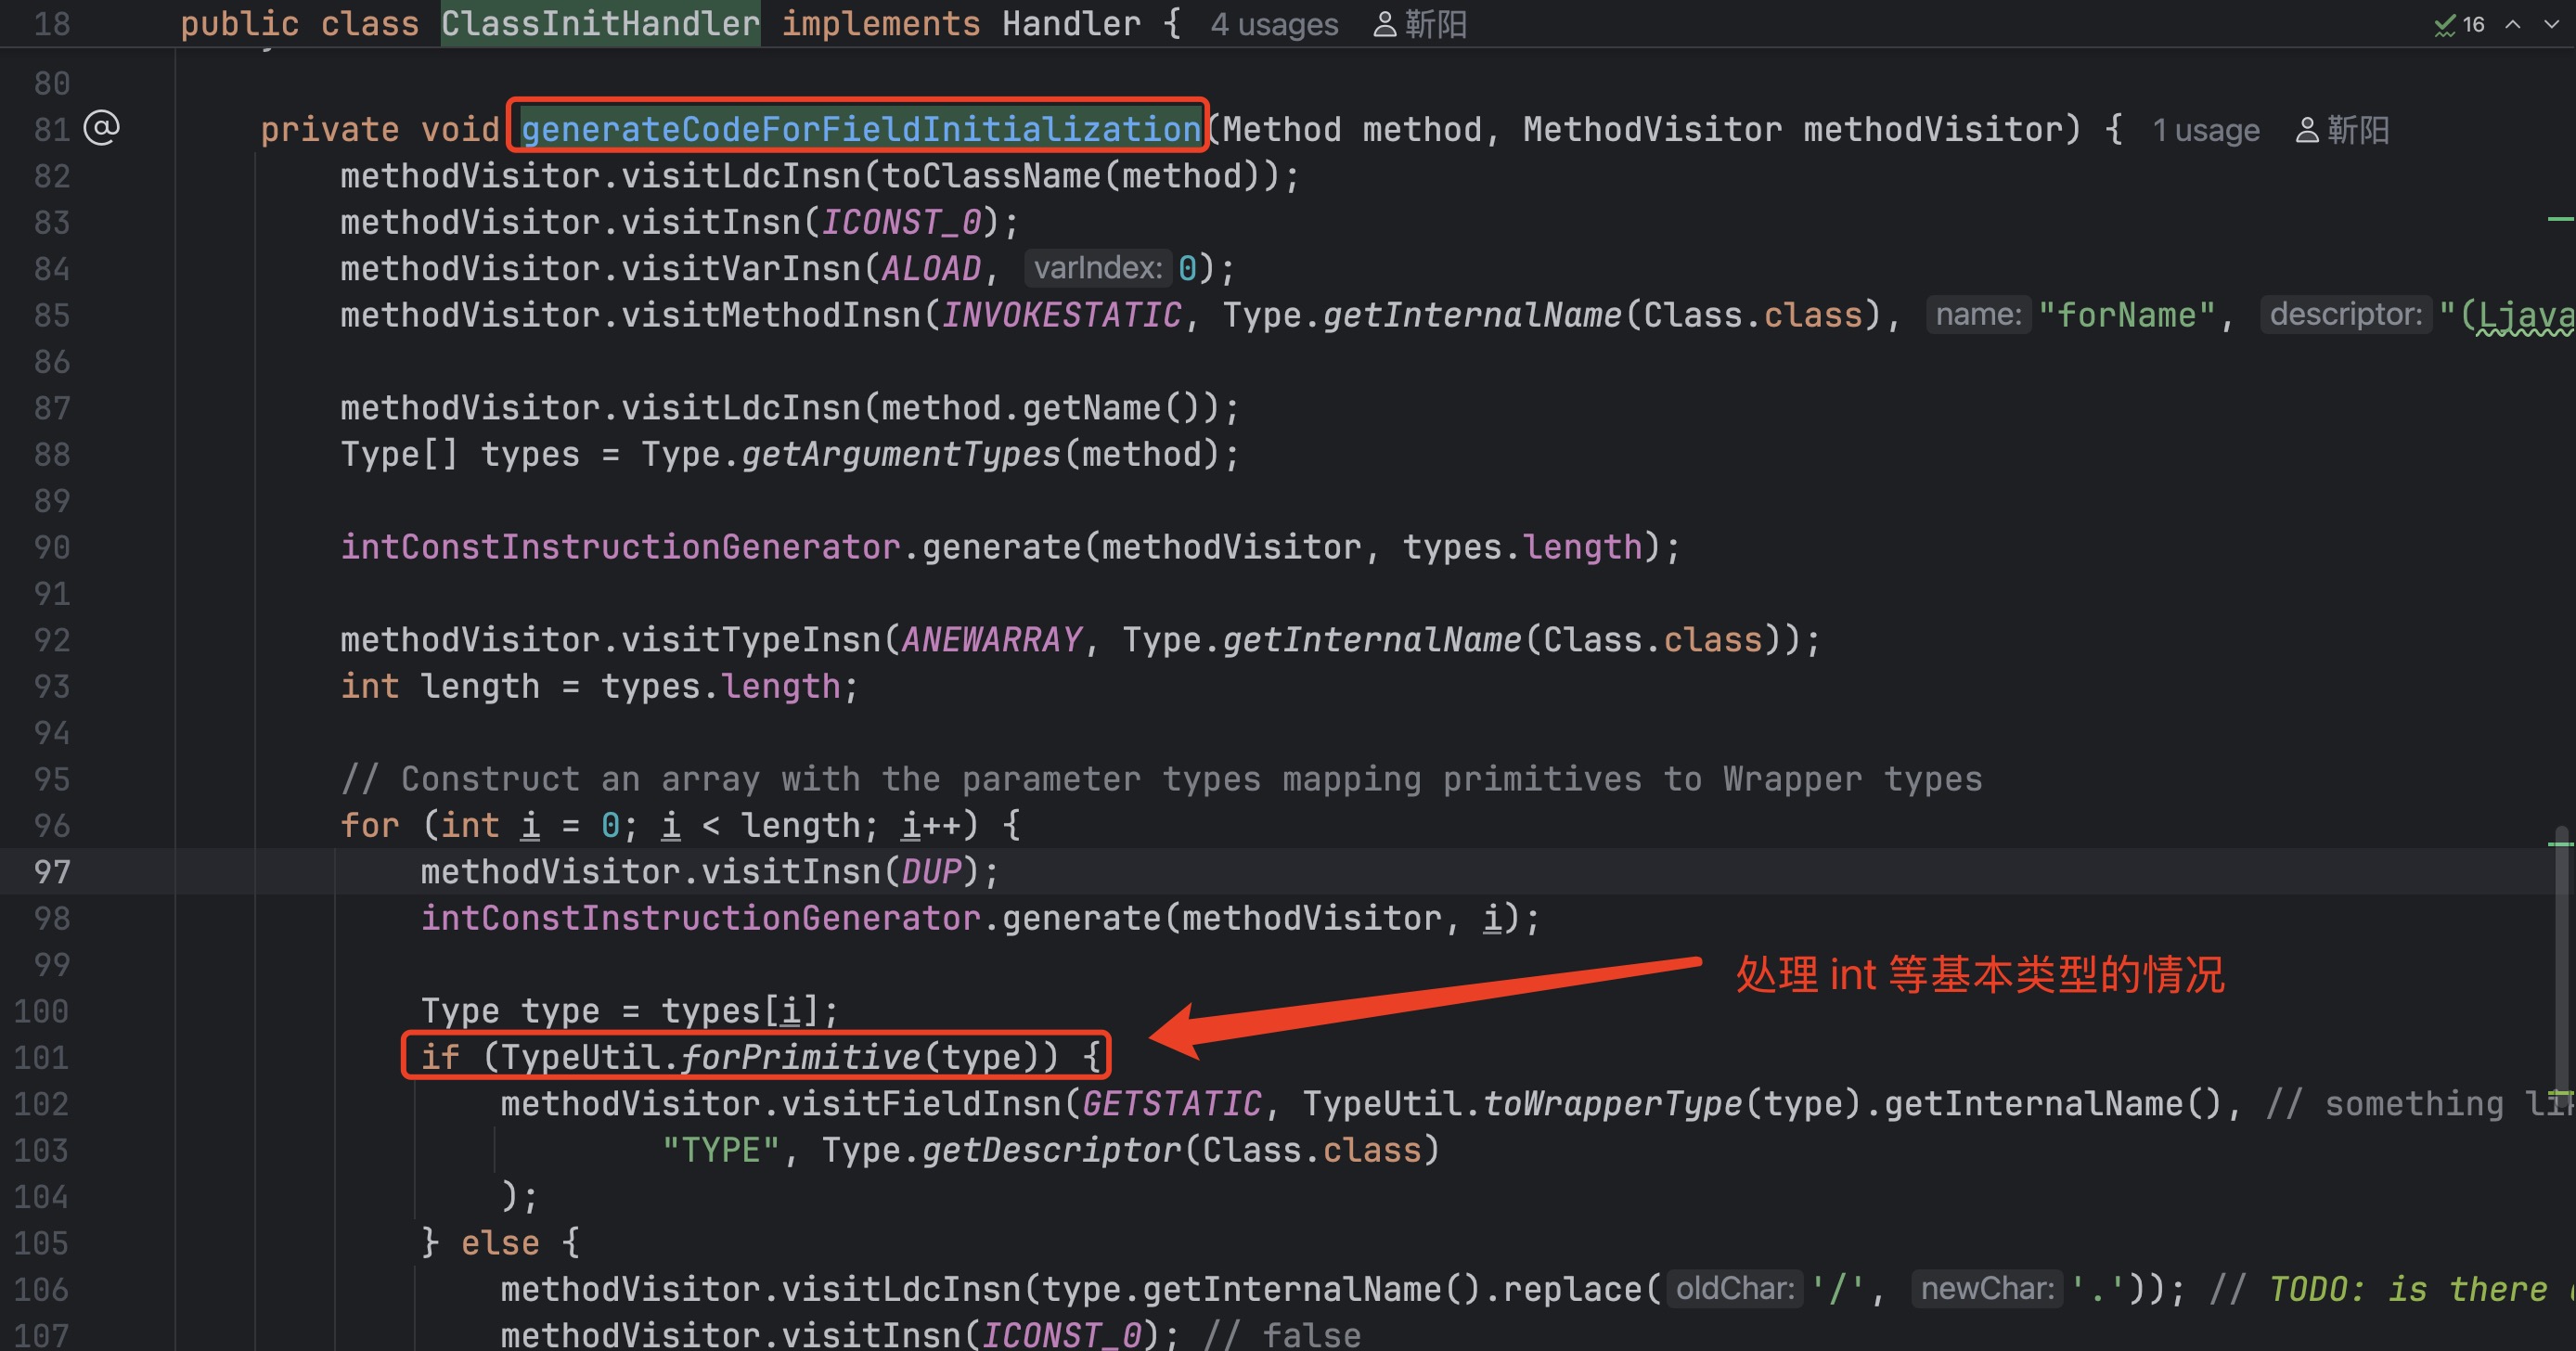 18 public class ClassInitHandler implements Handler { 4 usages 靳阳 16
80
81 @ private void generateCodeForFieldInitialization(Method method, MethodVisitor methodVisitor) { 1 usage 靳阳
82 methodVisitor.visitLdcInsn(toClassName(method));
83 methodVisitor.visitInsn(ICONST_0);
84 methodVisitor.visitVarInsn(ALOAD, varIndex: 0);
85 methodVisitor.visitMethodInsn(INVOKESTATIC, Type.getInternalName(Class.class), name: "forName", descriptor: "(Ljava
86
87 methodVisitor.visitLdcInsn(method.getName());
88 Type[] types = Type.getArgumentTypes(method);
89
90 intConstInstructionGenerator.generate(methodVisitor, types.length);
91
92 methodVisitor.visitTypeInsn(ANEWARRAY, Type.getInternalName(Class.class));
93 int length = types.length;
94
95 // Construct an array with the parameter types mapping primitives to Wrapper types
96 for (int i = 0; i < length; i++) {
97 methodVisitor.visitInsn(DUP);
98 intConstInstructionGenerator.generate(methodVisitor, i);
99
处理 int 等基本类型的情况
100 Type type = types[i];
101 if (TypeUtil.forPrimitive(type)) {
102 methodVisitor.visitFieldInsn(GETSTATIC, TypeUtil.toWrapperType(type).getInternalName(), // something
103 "TYPE", Type.getDescriptor(Class.class)
104 );
105 } else {
106 methodVisitor.visitLdcInsn(type.getInternalName().replace( oldChar: '/', newChar: '.')); // TODO: is there
107 methodVisitor.visitInsn(ICONST_0); // false